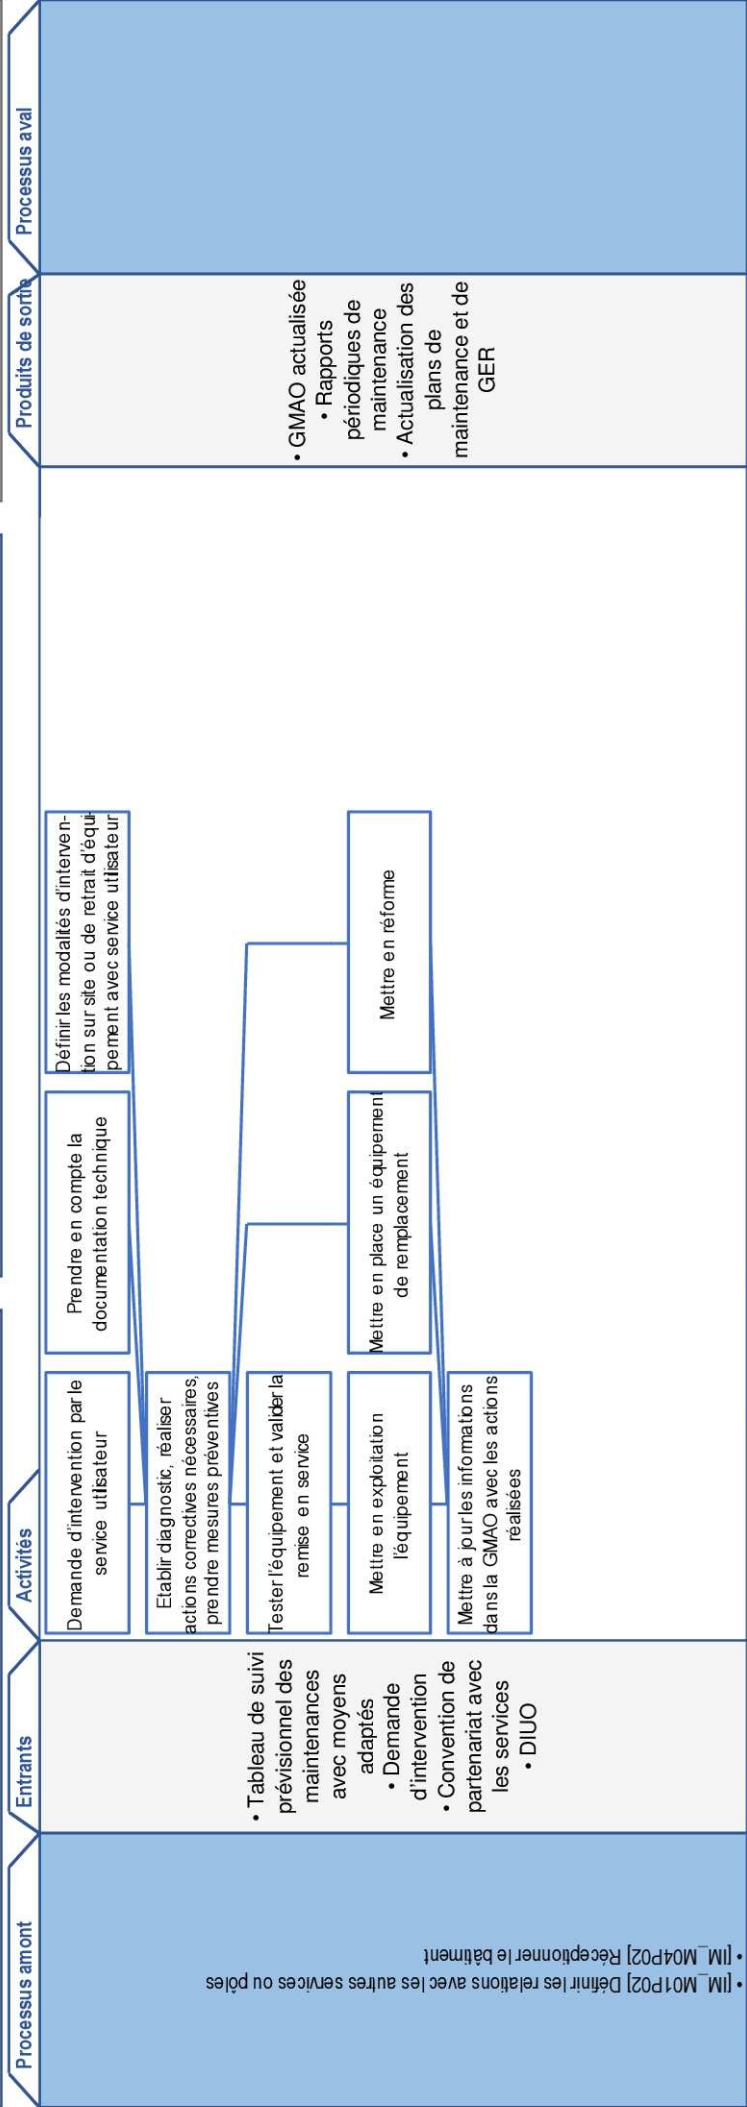 Processus amont
Entrants
Activités
Produits de sortie
Processus aval
• [IM_M01P02] Définir les relations avec les autres services ou pôles
• [IM_M04P02] Réceptionner le bâtiment
• Tableau de suivi
prévisionnel des
maintenances
avec moyens
adaptés
• Demande
d'intervention
• Convention de
partenariat avec
les services
• DIUO
Demande d'intervention par le
service utilisateur
Prendre en compte la
documentation technique
Définir les modalités d'interven-
tion sur site ou de retrait d'équi-
pement avec service utilisateur
Etablir diagnostic, réaliser
actions correctives nécessaires,
prendre mesures préventives
Tester l'équipement et valider la
remise en service
Mettre en exploitation
l'équipement
Mettre en place un équipement
de remplacement
Mettre en réforme
Mettre à jour les informations
dans la GMAO avec les actions
réalisées
• GMAO actualisée
• Rapports
périodiques de
maintenance
• Actualisation des
plans de
maintenance et de
GER